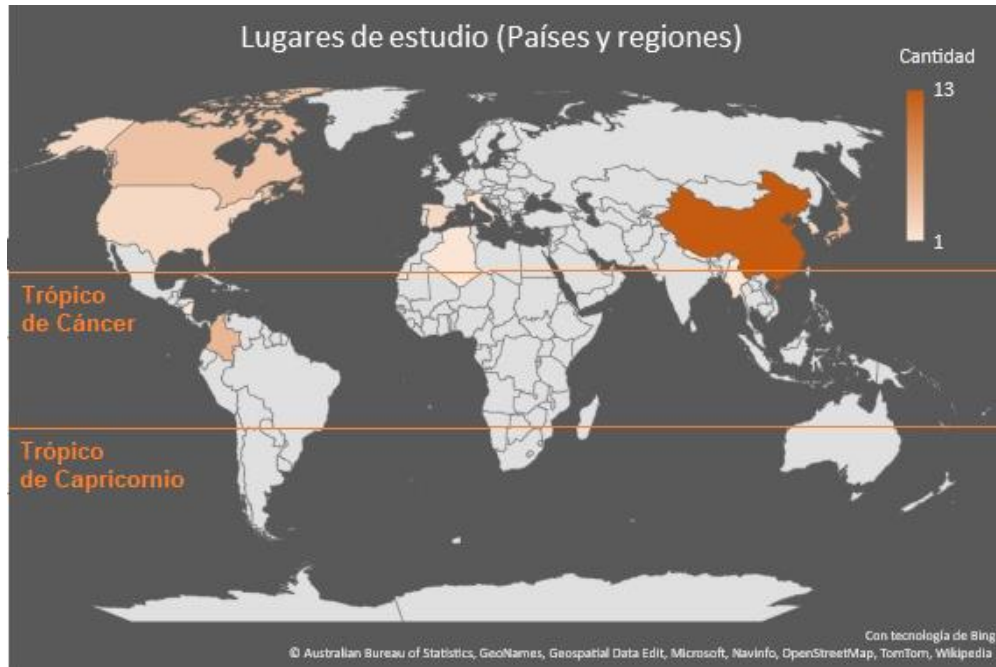 Lugares de estudio (Países y regiones)
Cantidad
13
1
Trópico
de Cáncer
Trópico
de Capricornio
Con tecnología de Bing
© Australian Bureau of Statistics, GeoNames, Geospatial Data Edit, Microsoft, Navinfo, OpenStreetMap, TomTom, Wikipedia